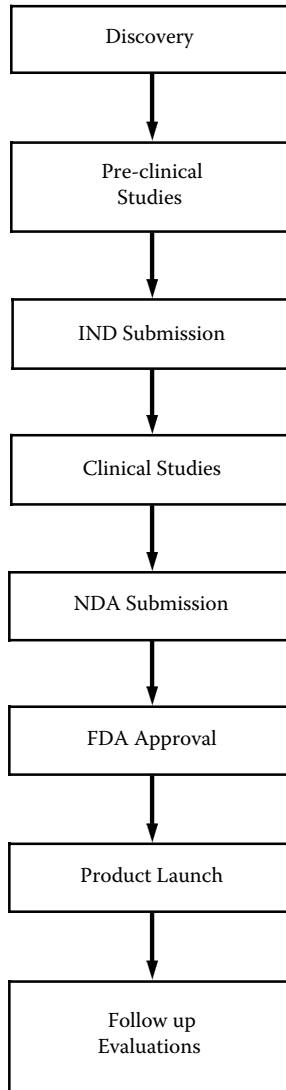 Discovery
Pre-clinical
Studies
IND Submission
Clinical Studies
NDA Submission
FDA Approval
Product Launch
Follow up
Evaluations